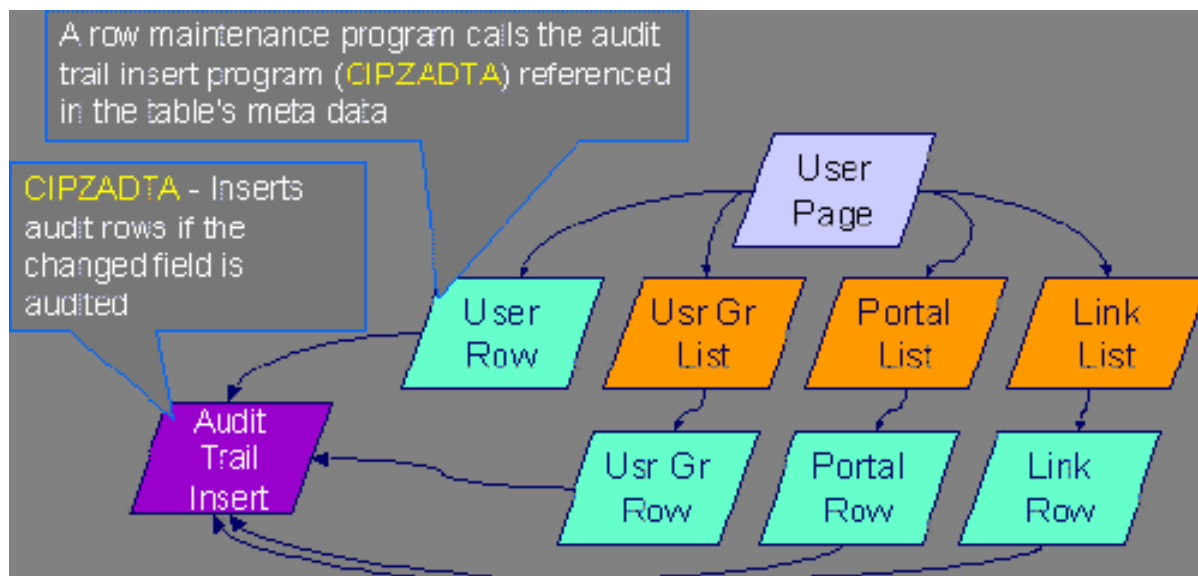 A row maintenance program calls the audit
trail insert program (CIPZADTA) referenced
in the table's meta data
CIPZADTA - Inserts
audit rows if the
changed field is
audited
User
Page
User
Row
Usr Gr
List
Portal
List
Link
List
Audit
Trail
Insert
Usr Gr
Row
Portal
Row
Link
Row